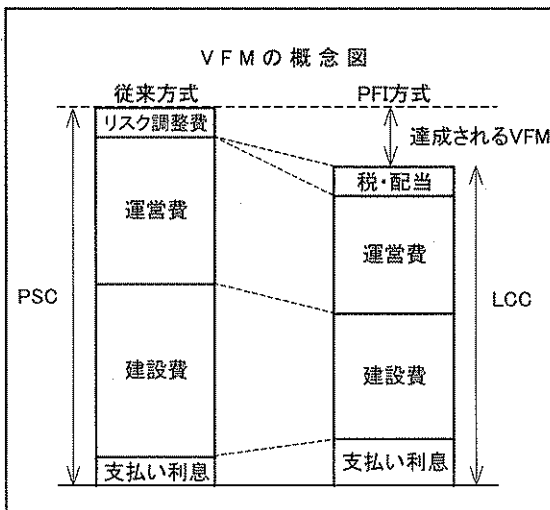 VFMの概念図
従来方式
PFI方式
リスク調整費
達成されるVFM
税・配当
運営費
運営費
PSC
LCC
建設費
建設費
支払い利息
支払い利息